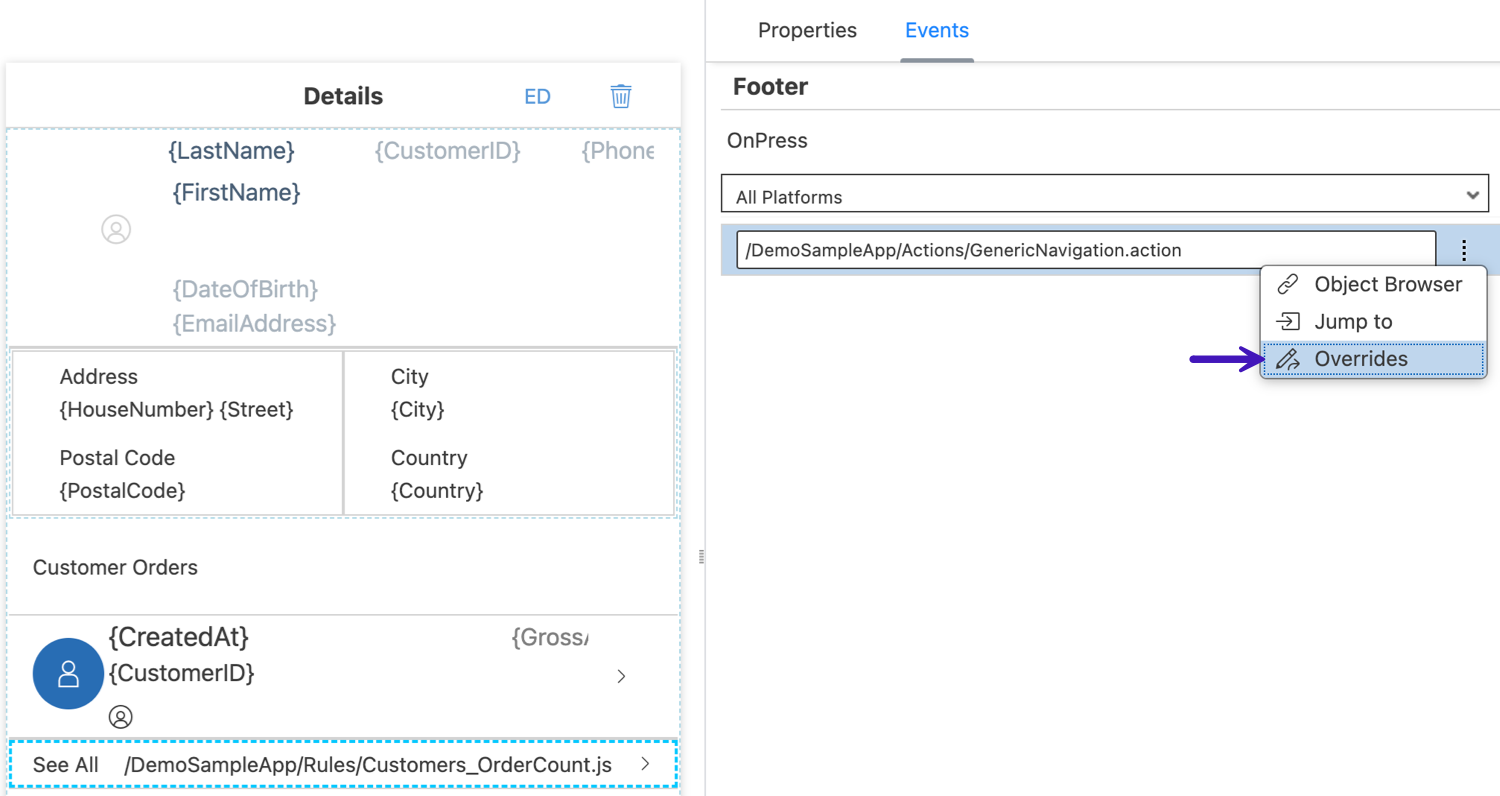 Details ED
{LastName} {CustomerID} {Phone
{FirstName}
{DateOfBirth}
{EmailAddress}
Address
{HouseNumber} {Street}
City
{City}
Postal Code
{PostalCode}
Country
{Country}
Customer Orders
{CreatedAt} {Gross
{CustomerID}
See All /DemoSampleApp/Rules/Customers_OrderCount.js
Properties Events
Footer
OnPress
All Platforms
/DemoSampleApp/Actions/GenericNavigation.action
Object Browser
Jump to
Overrides